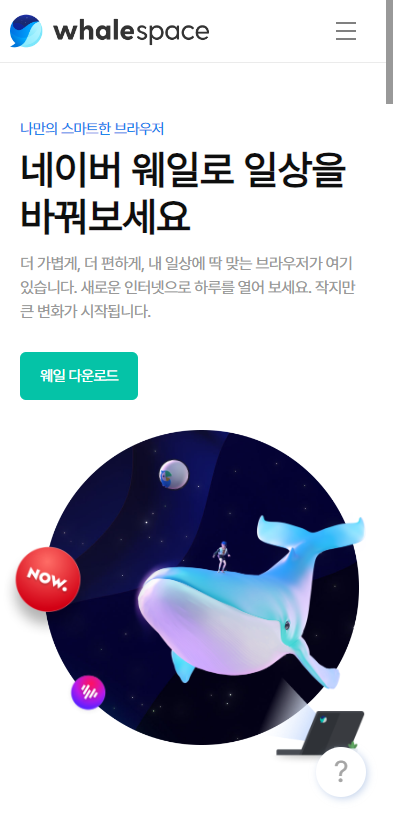 whalespace
나만의 스마트한 브라우저
네이버 웨일로 일상을
바꿔보세요
더 가볍게, 더 편하게, 내 일상에 딱 맞는 브라우저가 여기
있습니다. 새로운 인터넷으로 하루를 열어 보세요. 작지만
큰 변화가 시작됩니다.
웨일 다운로드
NOW.
?